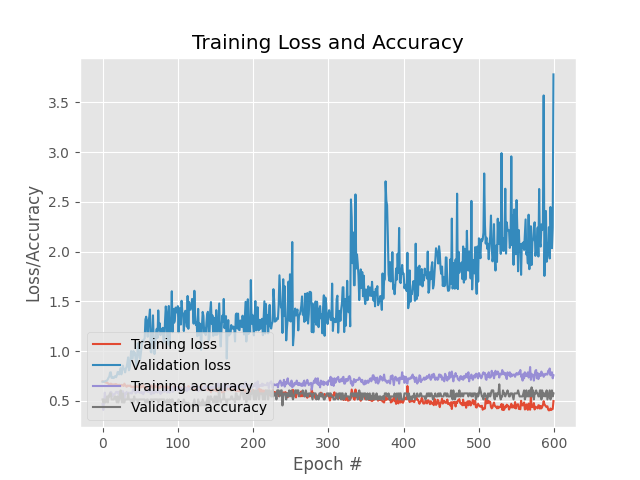 Training Loss and Accuracy
Loss/Accuracy
3.5
3.0
2.5
2.0
1.5
1.0
0.5
Training loss
Validation loss
Training accuracy
Validation accuracy
0 100 200 300 400 500 600
Epoch #